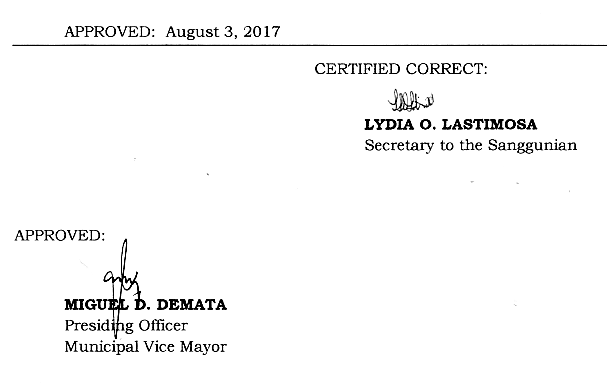 APPROVED: August 3, 2017
CERTIFIED CORRECT:
LYDIA O. LASTIMOSA
Secretary to the Sanggunian
APPROVED:
MIGUEL D. DEMATA
Presiding Officer
Municipal Vice Mayor